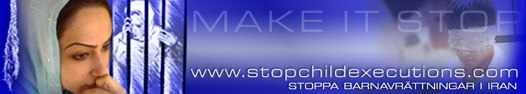 MAKE IT STOP
www.stopchildexecutions.com
STOPPA BARNAVRÄTTNINGAR I IRAN